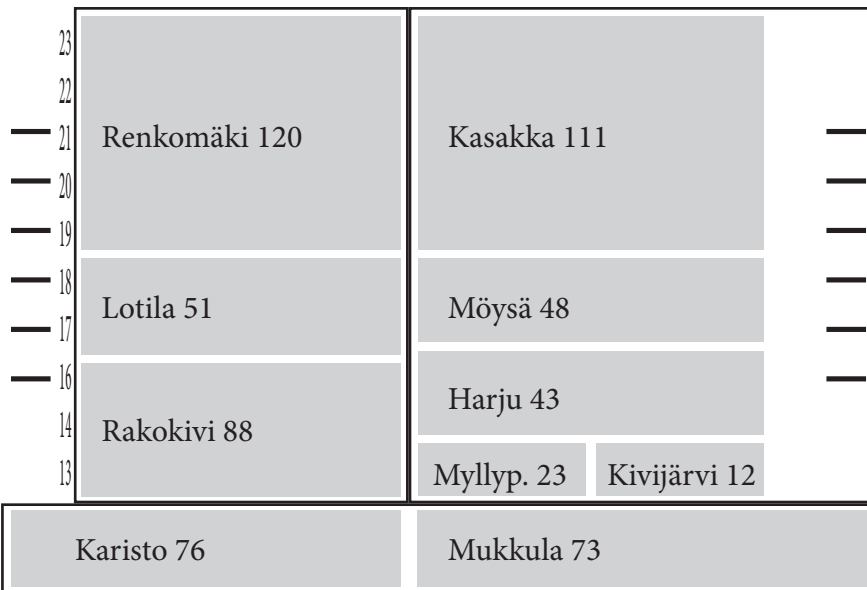 23
22
21
20
19
18
17
16
14
13
Renkomäki 120
Kasakka 111
Lotila 51
Möysä 48
Rakokivi 88
Harju 43
Myllyp. 23
Kivijärvi 12
Karisto 76
Mukkula 73